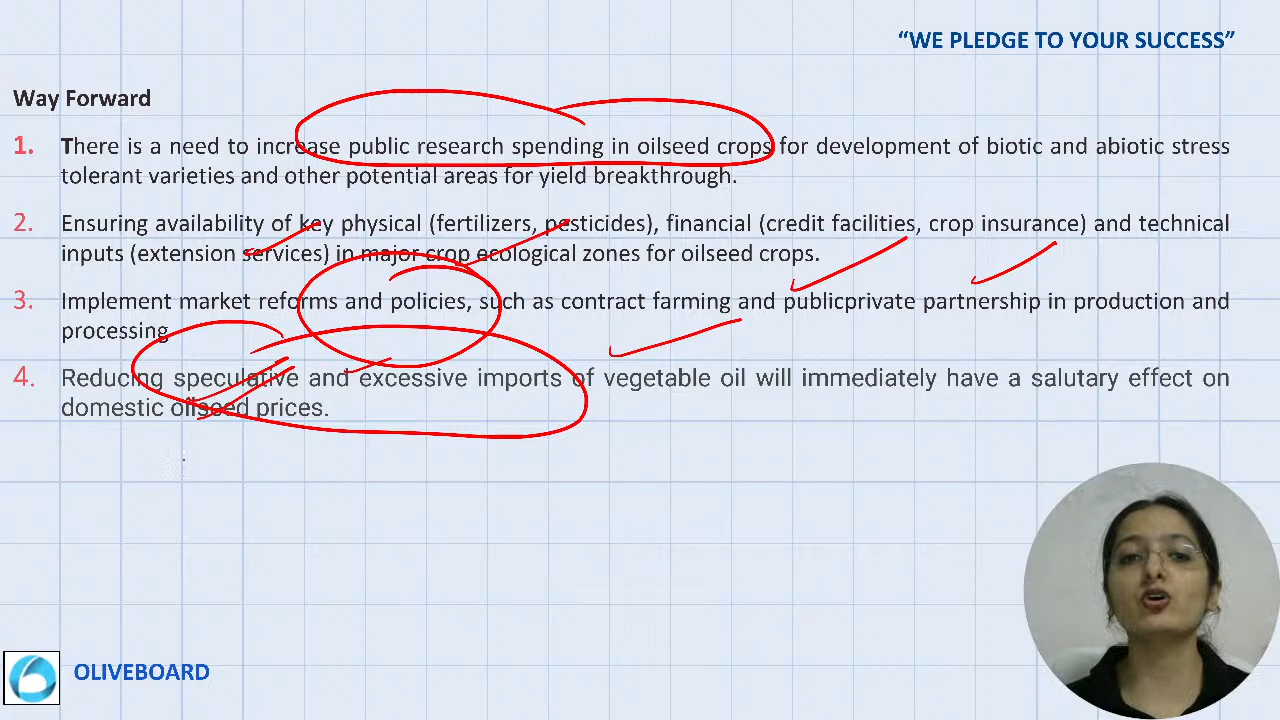 “WE PLEDGE TO YOUR SUCCESS”
Way Forward
1. There is a need to increase public research spending in oilseed crops for development of biotic and abiotic stress
tolerant varieties and other potential areas for yield breakthrough.
2. Ensuring availability of key physical (fertilizers, pesticides), financial (credit facilities, crop insurance) and technical
inputs (extension services) in major crop ecological zones for oilseed crops.
3. Implement market reforms and policies, such as contract farming and publicprivate partnership in production and
processing
4. Reducing speculative and excessive imports of vegetable oil will immediately have a salutary effect on
domestic oilseed prices.
OLIVEBOARD